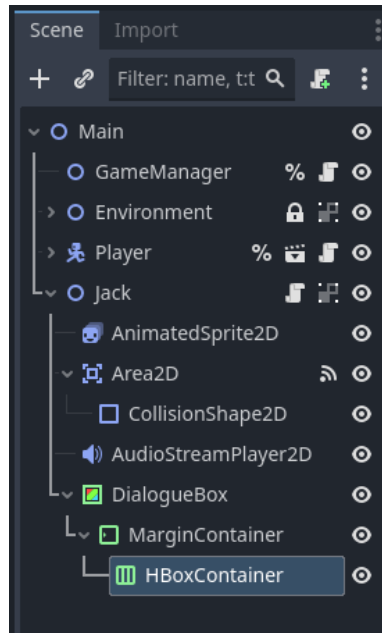 Scene Import
Filter: name, t:t
Main
GameManager %
Environment
Player %
Jack
AnimatedSprite2D
Area2D
CollisionShape2D
AudioStreamPlayer2D
DialogueBox
MarginContainer
HBoxContainer